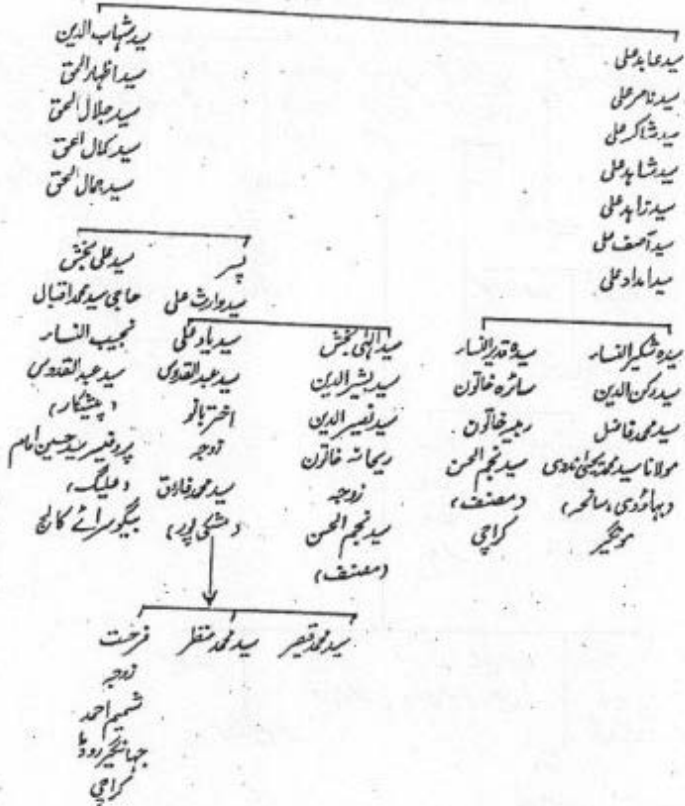 سید عابد علی
سید ناصر علی
سید شاکر علی
سید شاہد علی
سید زاہد علی
سید آصف علی
سید امداد علی
سیدہ شکیر النساء
سید رکن الدین
سید محمد فاضل
مولانا سید محمد یحییٰ ندوی
سانحہ،
مونگیر
سیدہ قدیر النساء
سائرہ خاتون
ربیبہ خاتون
سید نجم الحسن
(مصنف)
کراچی
سید شہاب الدین
سید اظہار الحق
سید جلال الحق
سید کمال الحق
سید جمال الحق
پسر
سید وارث علی
سید الٰہی بخش
سید بشیر الدین
سید نصیر الدین
ریحانہ خاتون
زوجہ
سید نجم الحسن
(مصنف)
سید یاد علی
سید عبدالقدوس
اختر بانو
زوجہ
سید محمد فاروق
(مشکی پور)
سید محمد قیصر
سید محمد منظر
فرحت
زوجہ
شمیم احمد
جہانگیر روڈ
کراچی
سید علی بخش
حاجی سید محمد اقبال
نجیب النساء
سید عبدالقدوس
(پیشکار)
پروفیسر سید حسین امام
(علیگ)
بیگوسرائے کالج